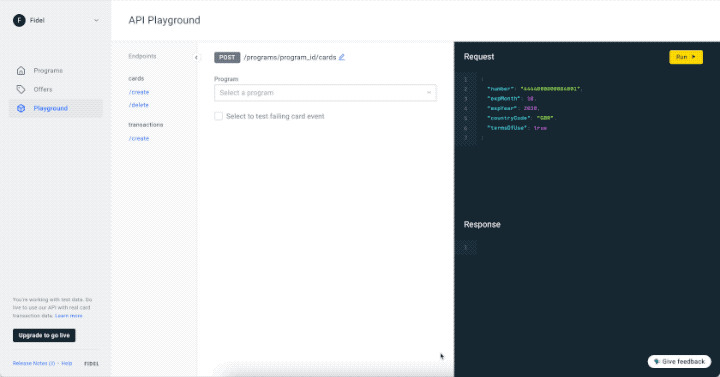 F Fidel
API Playground
Programs
Offers
Playground
You're working with test data. Go
live to use our API with real card
transaction data. Learn more
Upgrade to go live
Release Notes (2) · Help FIDEL
Endpoints
cards
/create
/delete
transactions
/create
POST /programs/program_id/cards
Program
Select a program
Select to test failing card event
Request
Run
1 {
2 "number":
3 "expMonth": 10,
4 "expYear":
5 "countryCode": "GBR"
6 "termsOfUse": true
7 }
Response
1
Give feedback